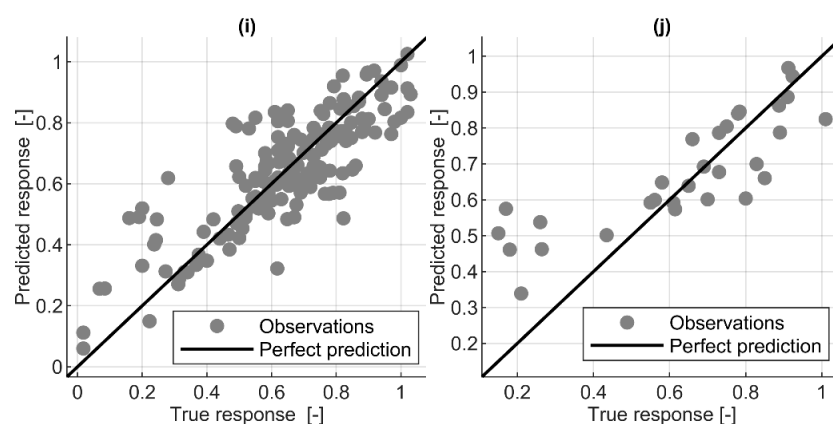 (i)
Predicted response [-]
1
0.8
0.6
0.4
0.2
0
0
0.2
0.4
0.6
0.8
1
True response [-]
Observations
Perfect prediction
(j)
Predicted response [-]
1
0.9
0.8
0.7
0.6
0.5
0.4
0.3
0.2
0.2
0.4
0.6
0.8
1
True response [-]
Observations
Perfect prediction